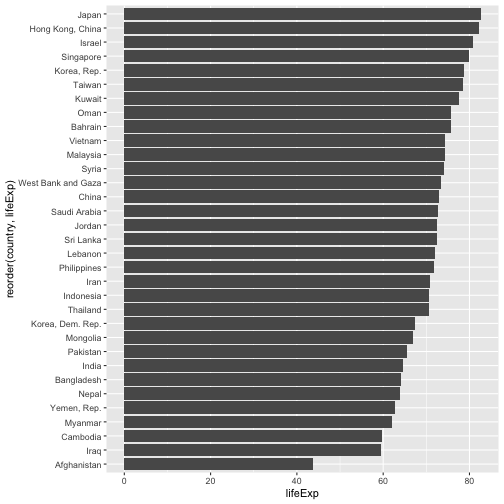 Japan
Hong Kong, China
Israel
Singapore
Korea, Rep.
Taiwan
Kuwait
Oman
Bahrain
Vietnam
Malaysia
Syria
West Bank and Gaza
China
Saudi Arabia
Jordan
Sri Lanka
Lebanon
Philippines
Iran
Indonesia
Thailand
Korea, Dem. Rep.
Mongolia
Pakistan
India
Bangladesh
Nepal
Yemen, Rep.
Myanmar
Cambodia
Iraq
Afghanistan
reorder(country, lifeExp)
0 20 40 60 80
lifeExp